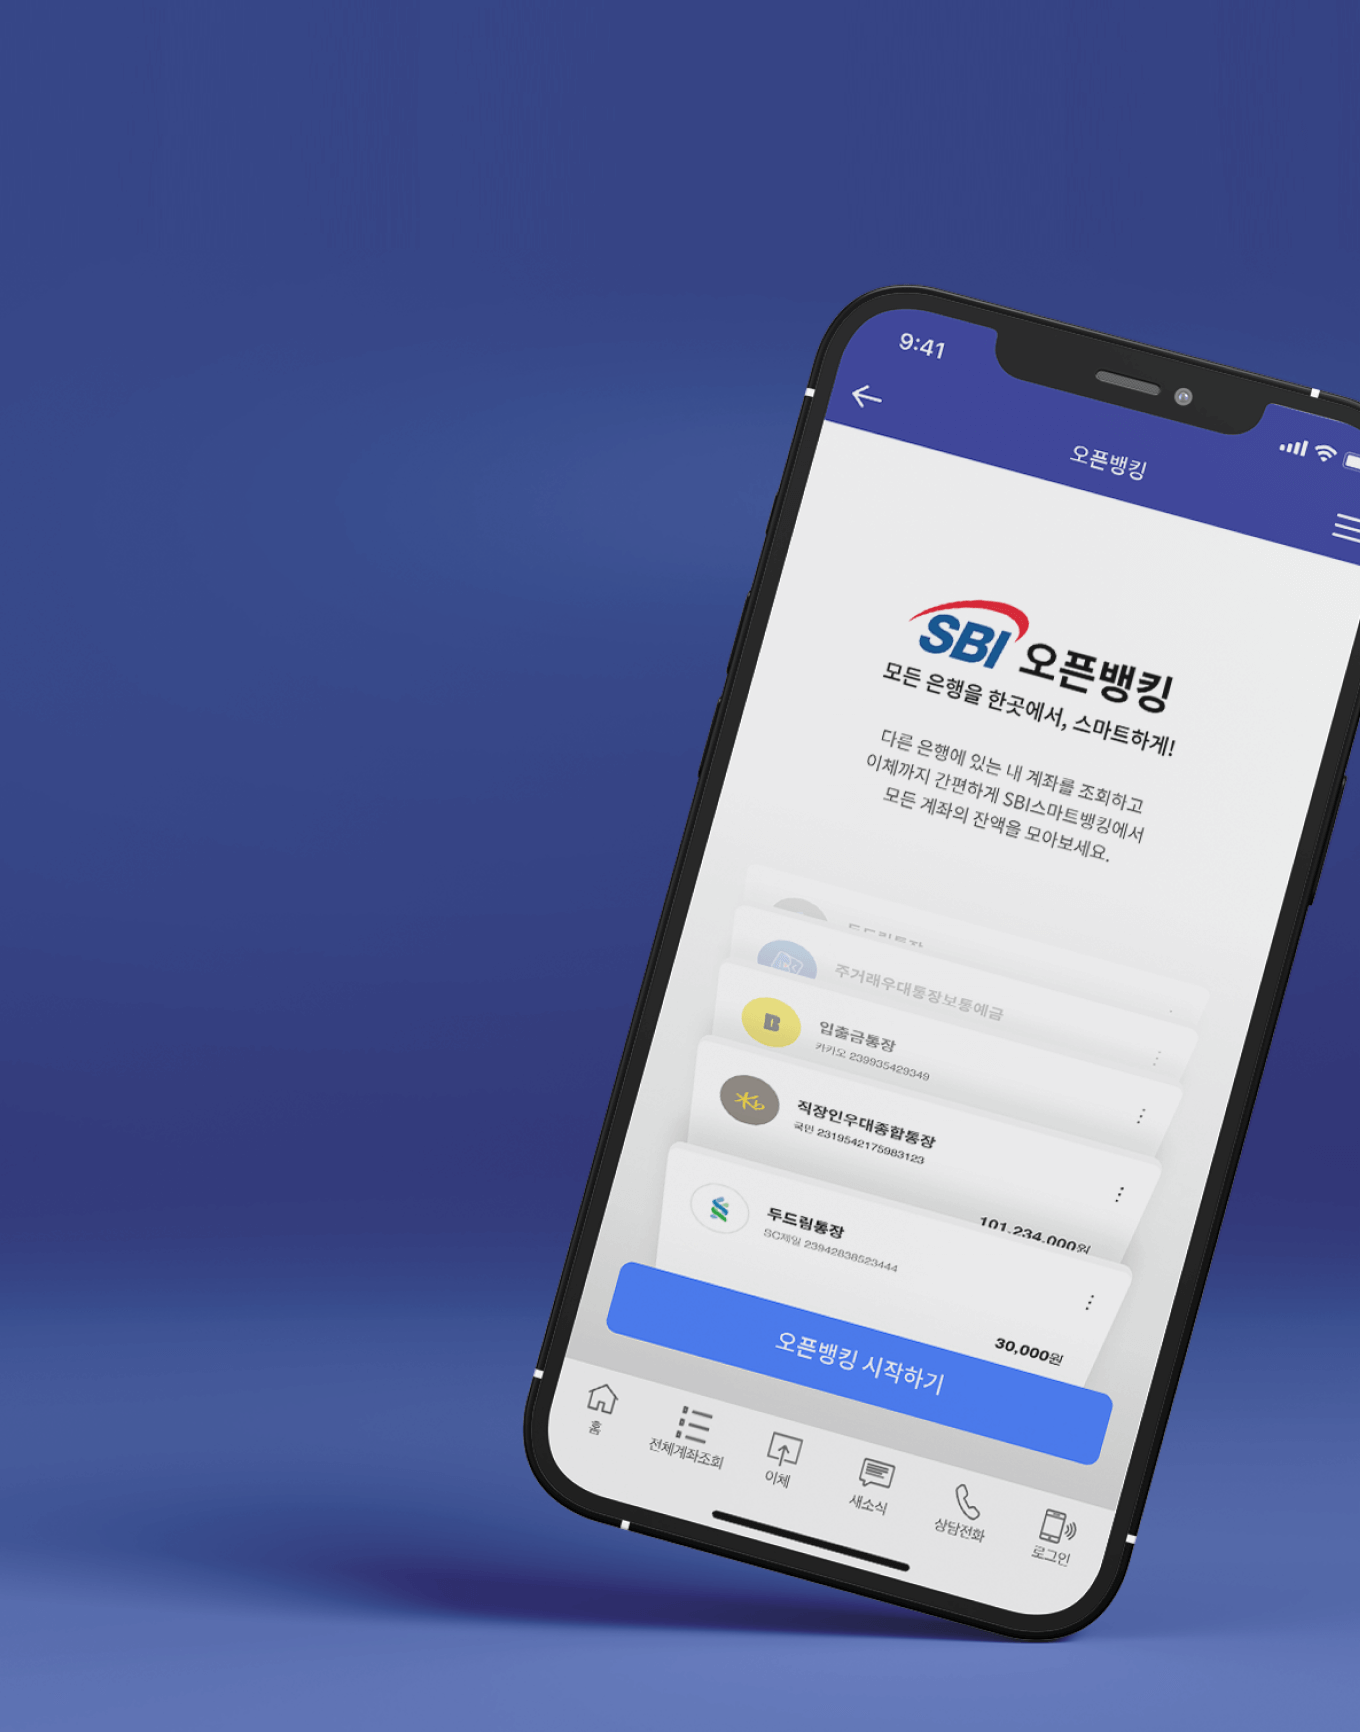 9:41
오픈뱅킹
SBI 오픈뱅킹
모든 은행을 한곳에서, 스마트하게!
다른 은행에 있는 내 계좌를 조회하고
이체까지 간편하게 SBI스마트뱅킹에서
모든 계좌의 잔액을 모아보세요.
두드림통장
주거래우대통장보통예금
입출금통장
카카오 239935429349
직장인우대종합통장
국민 2319542175983123
101,234,000원
두드림통장
SC제일 23942838523444
30,000원
오픈뱅킹 시작하기
홈
전체계좌조회
이체
새소식
상담전화
로그인